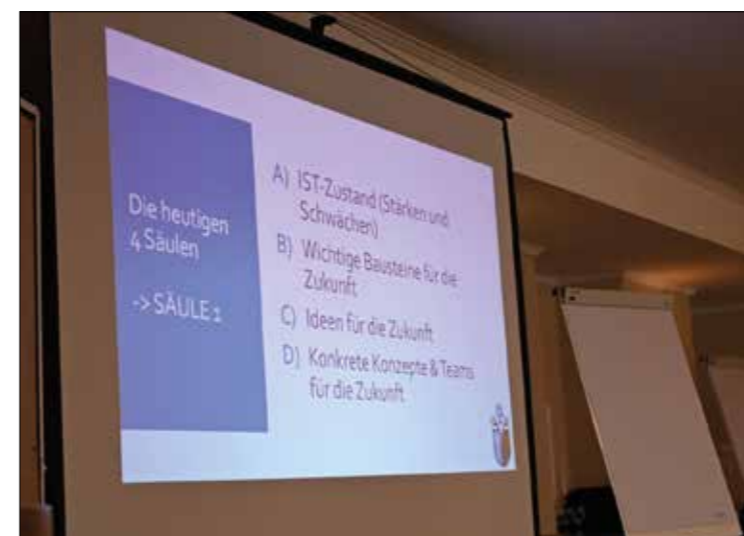 Die heutigen
4 Säulen
-> SÄULE 1
A) IST-Zustand (Stärken und
Schwächen)
B) Wichtige Bausteine für die
Zukunft
C) Ideen für die Zukunft
D) Konkrete Konzepte & Teams
für die Zukunft